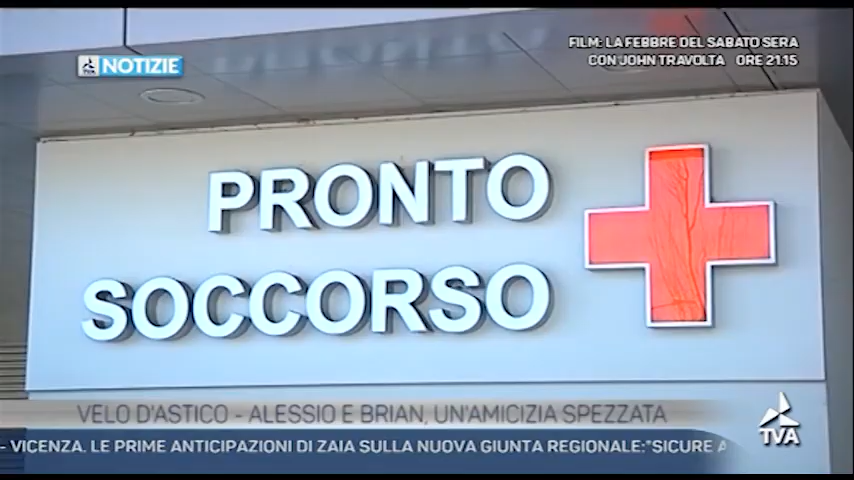 FILM: LA FEBBRE DEL SABATO SERA
CON JOHN TRAVOLTA ORE 21.15
TVA NOTIZIE
PRONTO
SOCCORSO
VELO D'ASTICO - ALESSIO E BRIAN, UN'AMICIZIA SPEZZATA
TVA
- VICENZA. LE PRIME ANTICIPAZIONI DI ZAIA SULLA NUOVA GIUNTA REGIONALE:"SICURE A